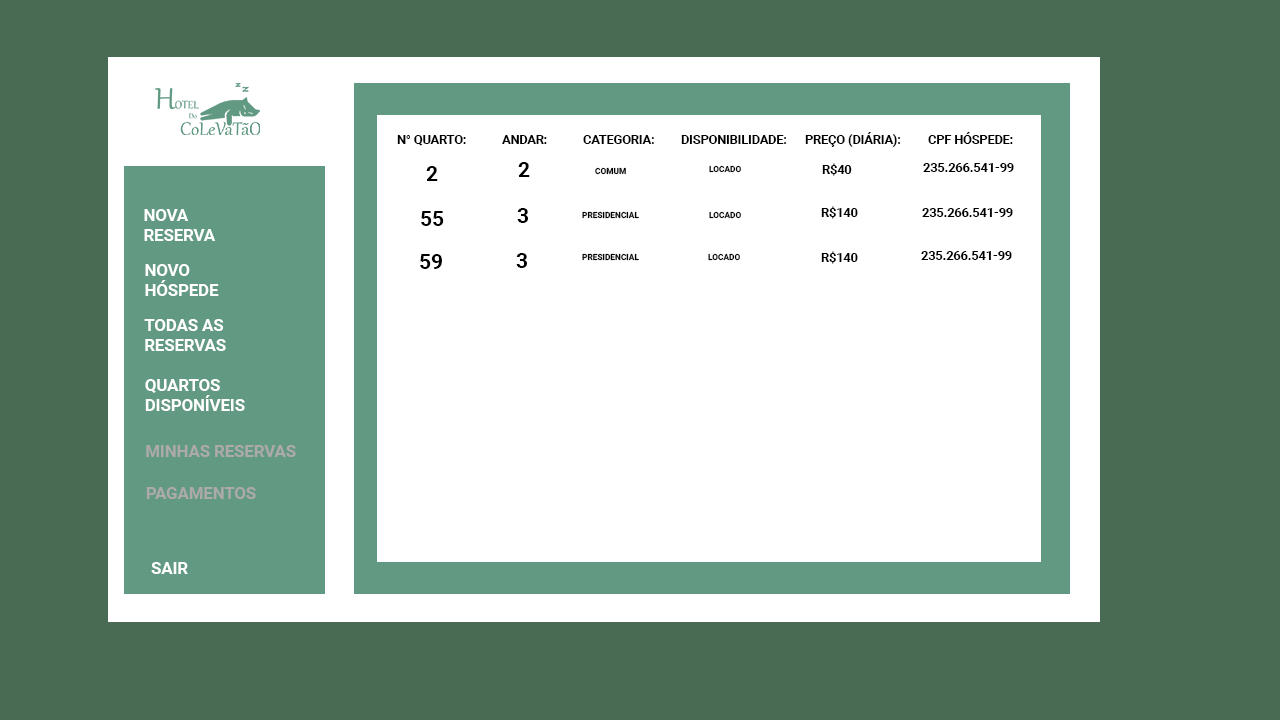 z z
HOTEL
Do
CoLeVaTãO
NOVA
RESERVA
NOVO
HÓSPEDE
TODAS AS
RESERVAS
QUARTOS
DISPONÍVEIS
MINHAS RESERVAS
PAGAMENTOS
SAIR
N° QUARTO: ANDAR: CATEGORIA: DISPONIBILIDADE: PREÇO (DIÁRIA): CPF HÓSPEDE:
2 2 COMUM LOCADO R$40 235.266.541-99
55 3 PRESIDENCIAL LOCADO R$140 235.266.541-99
59 3 PRESIDENCIAL LOCADO R$140 235.266.541-99